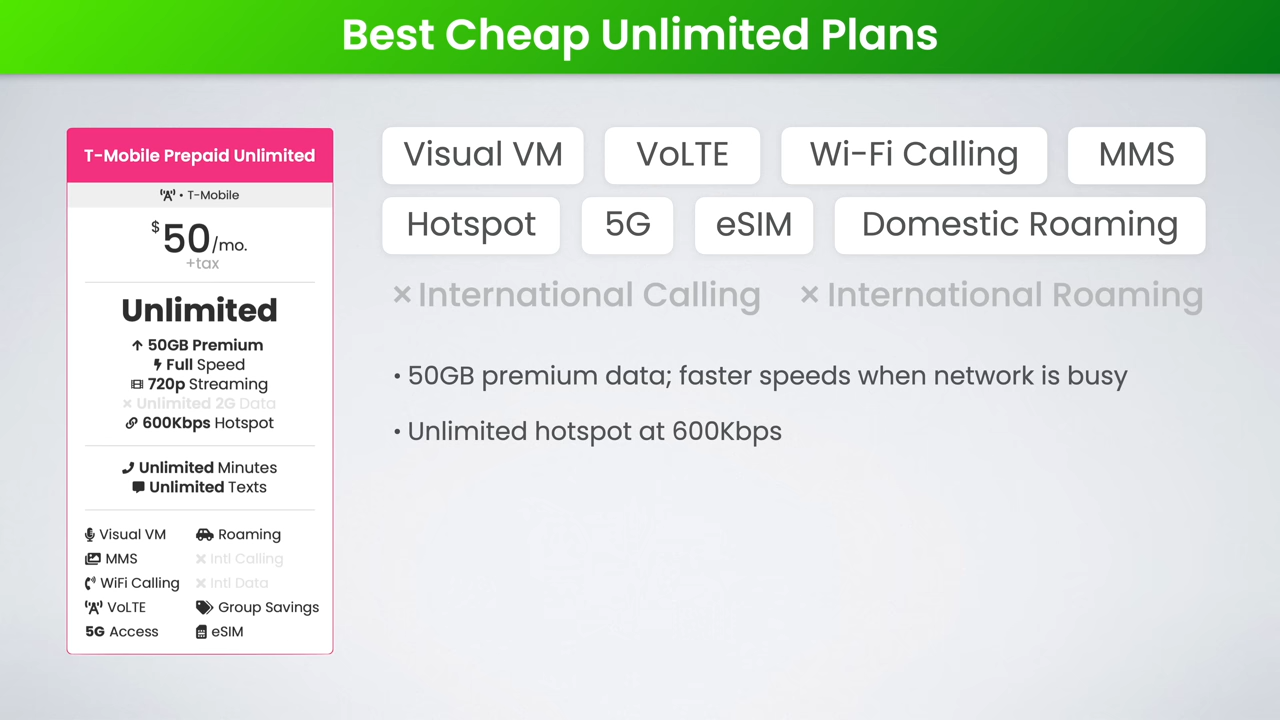 Best Cheap Unlimited Plans
T-Mobile Prepaid Unlimited
• T-Mobile
$50/mo.
+tax
Unlimited
50GB Premium
Full Speed
720p Streaming
× Unlimited 2G Data
600Kbps Hotspot
Unlimited Minutes
Unlimited Texts
Visual VM Roaming
MMS × Intl Calling
WiFi Calling × Intl Data
VoLTE Group Savings
5G Access eSIM
Visual VM VoLTE Wi-Fi Calling MMS
Hotspot 5G eSIM Domestic Roaming
× International Calling × International Roaming
• 50GB premium data; faster speeds when network is busy
• Unlimited hotspot at 600Kbps